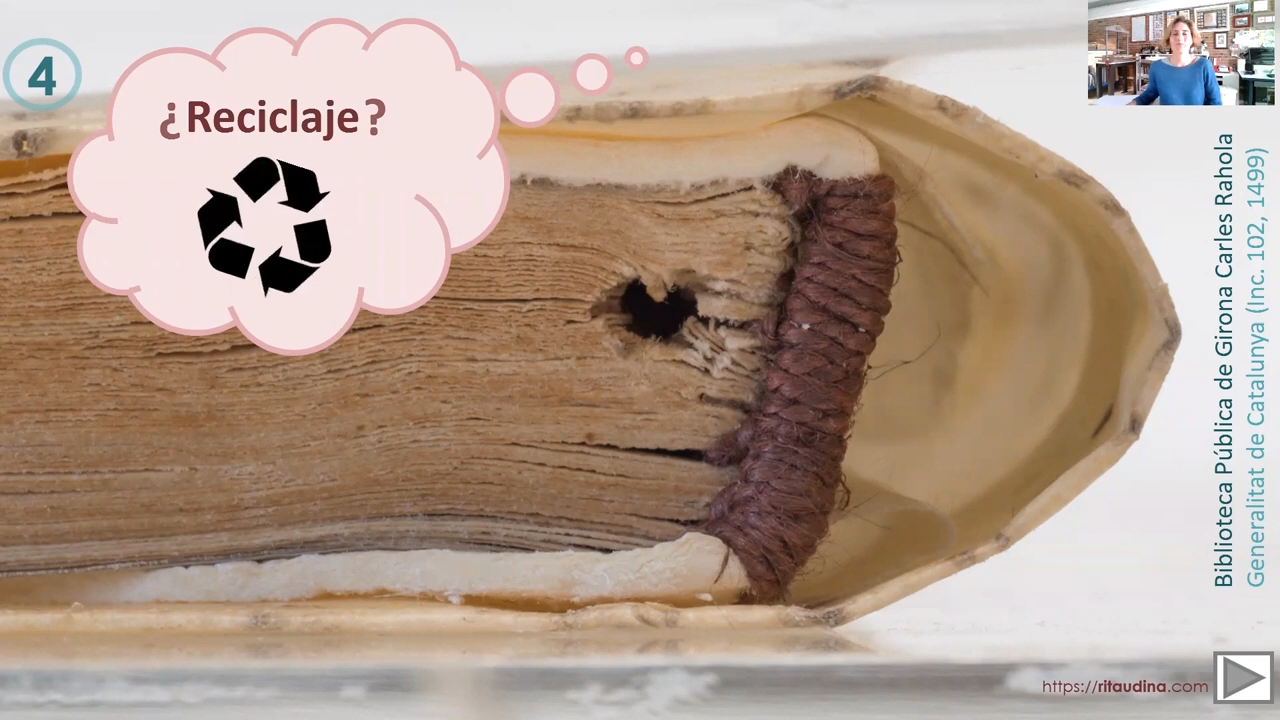 4
¿Reciclaje?
Biblioteca Pública de Girona Carles Rahola
Generalitat de Catalunya (Inc. 102, 1499)
https://ritaudina.com